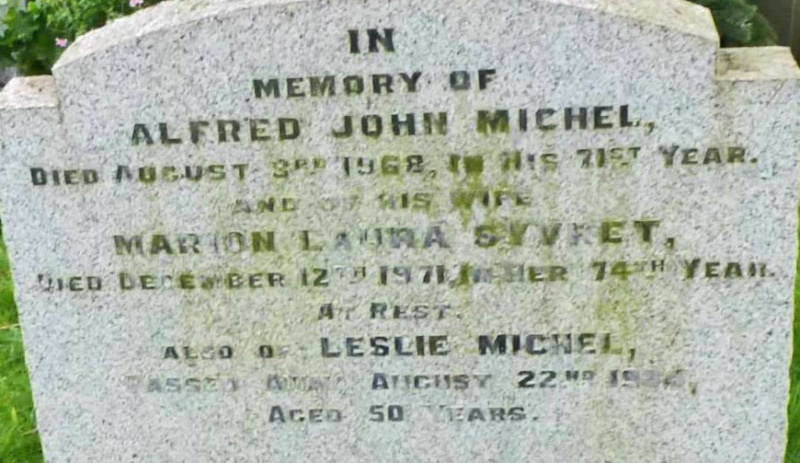 IN
MEMORY OF
ALFRED JOHN MICHEL,
DIED AUGUST 3RD 1968, IN HIS 71ST YEAR.
AND OF HIS WIFE
MARION LAURA SYVRET,
DIED DECEMBER 12TH 1971, IN HER 74TH YEAR.
AT REST.
ALSO OF LESLIE MICHEL,
PASSED AWAY AUGUST 22ND
AGED 50 YEARS.